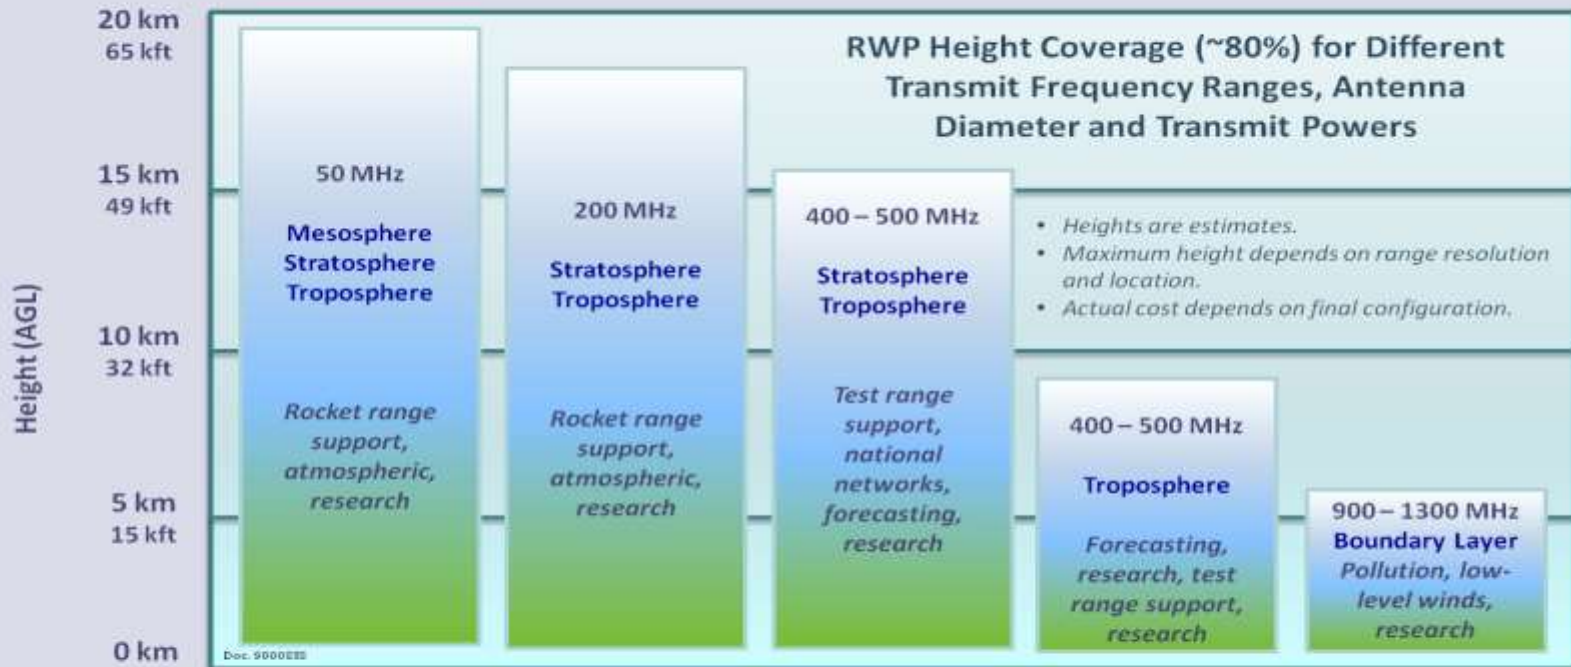 20 km
65 kft
15 km
49 kft
10 km
32 kft
5 km
15 kft
0 km
Height (AGL)
RWP Height Coverage (~80%) for Different
Transmit Frequency Ranges, Antenna
Diameter and Transmit Powers
• Heights are estimates.
• Maximum height depends on range resolution
and location.
• Actual cost depends on final configuration.
50 MHz
Mesosphere
Stratosphere
Troposphere
Rocket range
support,
atmospheric,
research
200 MHz
Stratosphere
Troposphere
Rocket range
support,
atmospheric,
research
400 – 500 MHz
Stratosphere
Troposphere
Test range
support,
national
networks,
forecasting,
research
400 – 500 MHz
Troposphere
Forecasting,
research, test
range support,
research
900 – 1300 MHz
Boundary Layer
Pollution, low-
level winds,
research
Doc.